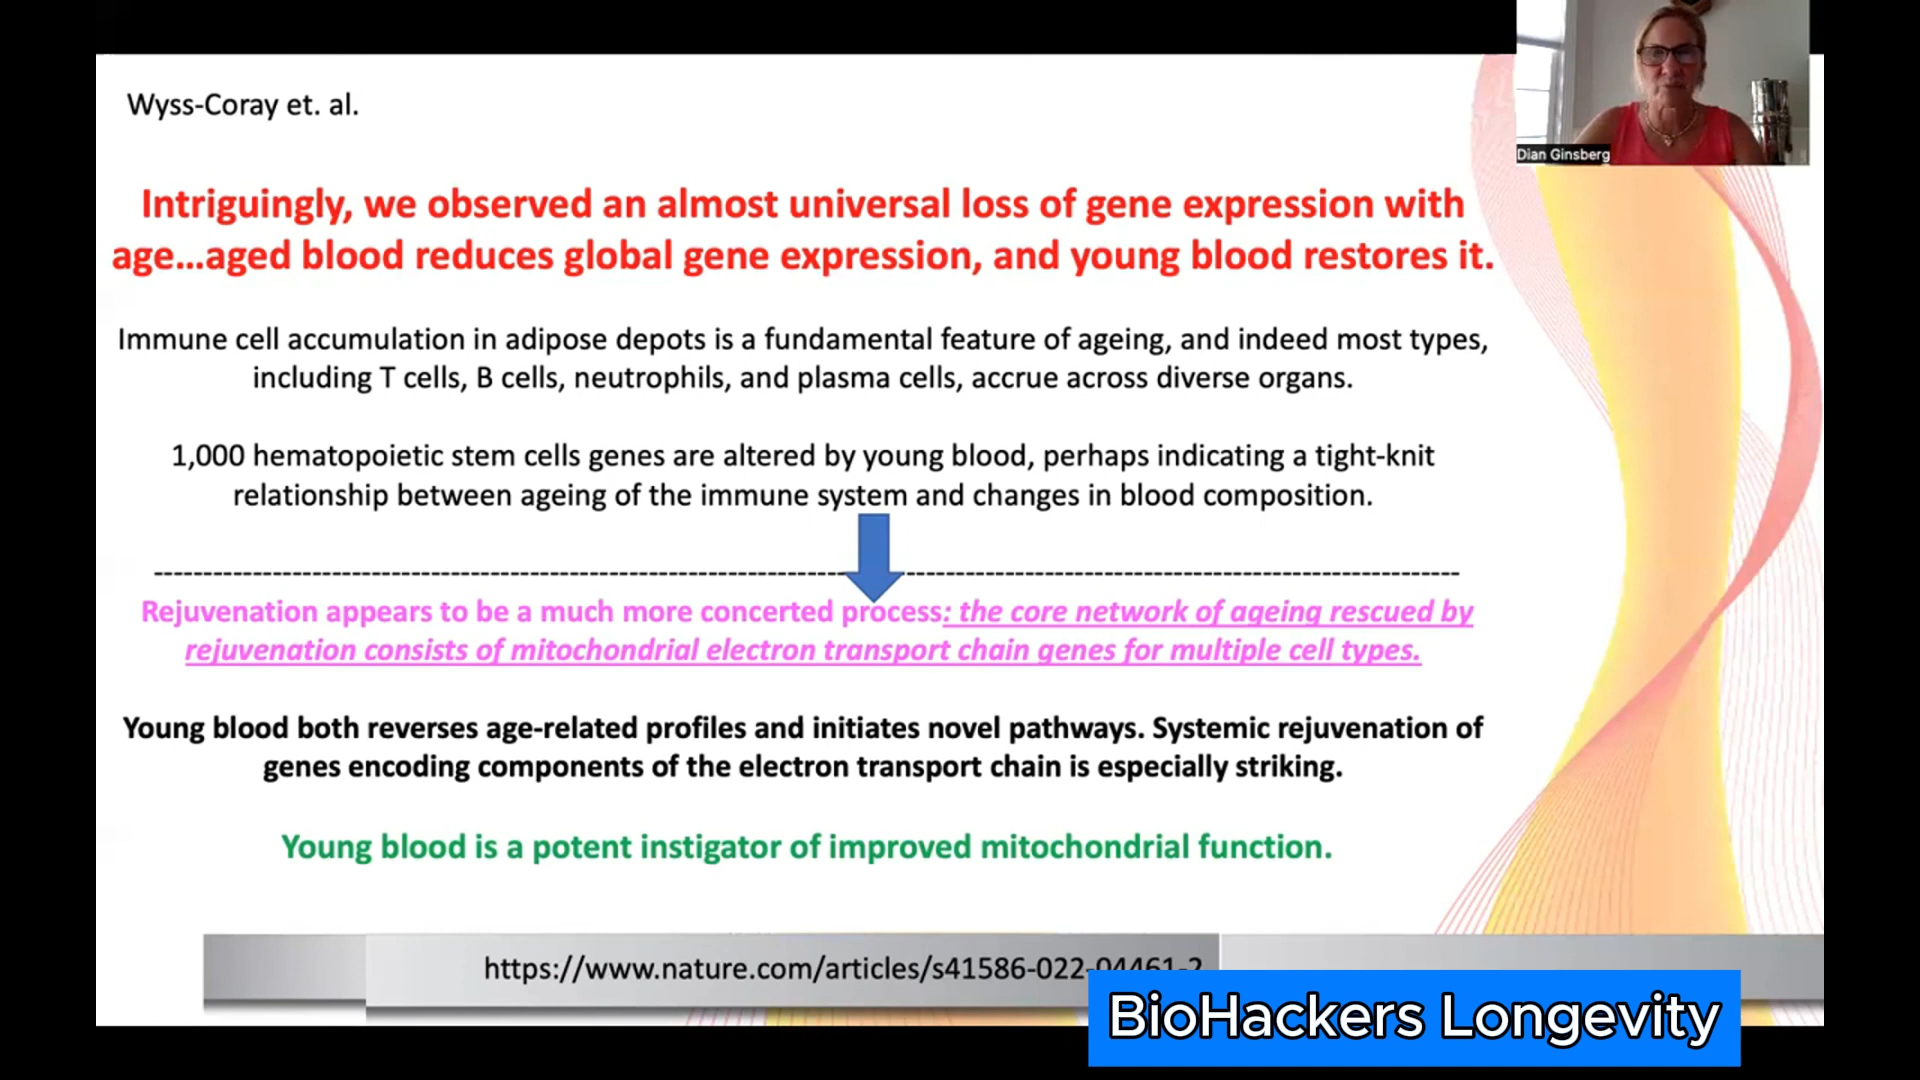 Wyss-Coray et. al.
Dian Ginsberg
Intriguingly, we observed an almost universal loss of gene expression with
age...aged blood reduces global gene expression, and young blood restores it.
Immune cell accumulation in adipose depots is a fundamental feature of ageing, and indeed most types,
including T cells, B cells, neutrophils, and plasma cells, accrue across diverse organs.
1,000 hematopoietic stem cells genes are altered by young blood, perhaps indicating a tight-knit
relationship between ageing of the immune system and changes in blood composition.
Rejuvenation appears to be a much more concerted process: the core network of ageing rescued by
rejuvenation consists of mitochondrial electron transport chain genes for multiple cell types.
Young blood both reverses age-related profiles and initiates novel pathways. Systemic rejuvenation of
genes encoding components of the electron transport chain is especially striking.
Young blood is a potent instigator of improved mitochondrial function.
https://www.nature.com/articles/s41586-022-04461-2
BioHackers Longevity